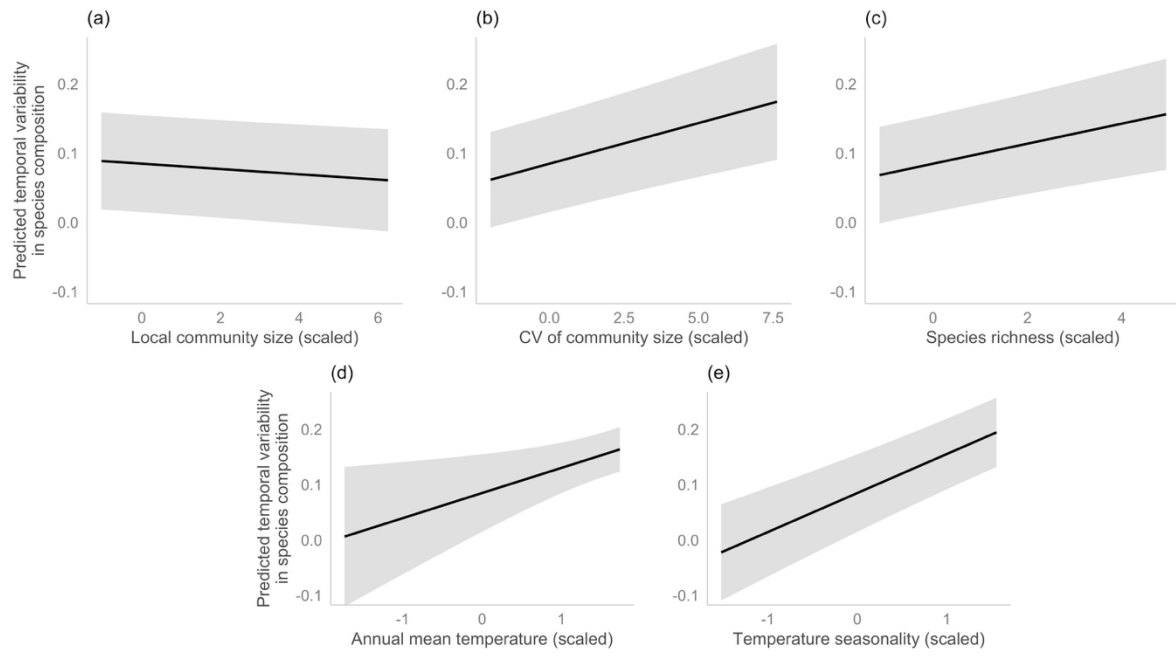 (a)
(b)
(c)
Predicted temporal variability
in species composition
0.2
0.1
0.0
-0.1
0
2
4
6
Local community size (scaled)
0.2
0.1
0.0
-0.1
0.0
2.5
5.0
7.5
CV of community size (scaled)
0.2
0.1
0.0
-0.1
0
2
4
Species richness (scaled)
(d)
(e)
Predicted temporal variability
in species composition
0.2
0.1
0.0
-0.1
-1
0
1
Annual mean temperature (scaled)
0.2
0.1
0.0
-0.1
-1
0
1
Temperature seasonality (scaled)